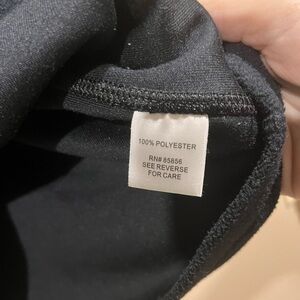 100% POLYESTER
RN# 85856
SEE REVERSE
FOR CARE